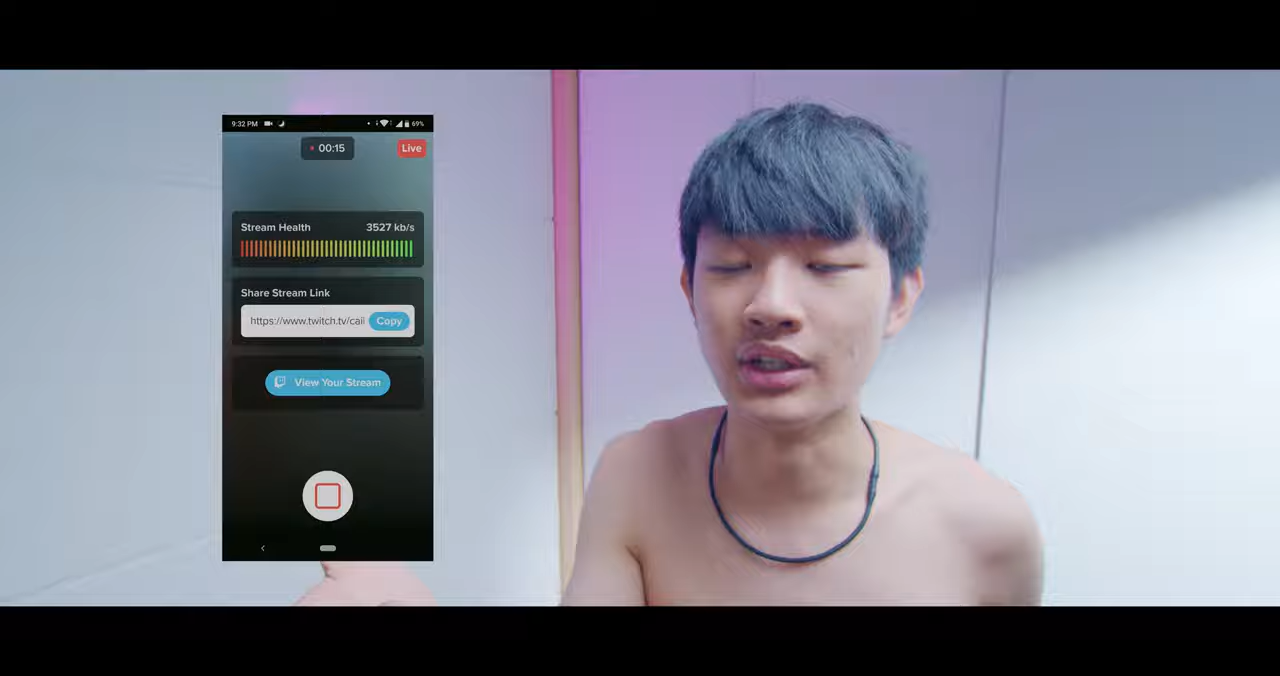 9:32 PM 69%
00:15
Live
Stream Health 3527 kb/s
Share Stream Link
https://www.twitch.tv/cail Copy
View Your Stream